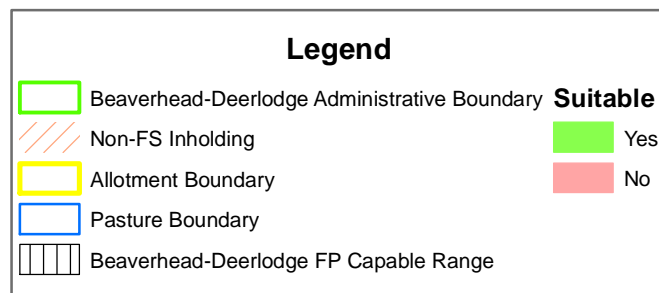 Legend
Beaverhead-Deerlodge Administrative Boundary
Non-FS Inholding
Allotment Boundary
Pasture Boundary
Beaverhead-Deerlodge FP Capable Range
Suitable
Yes
No